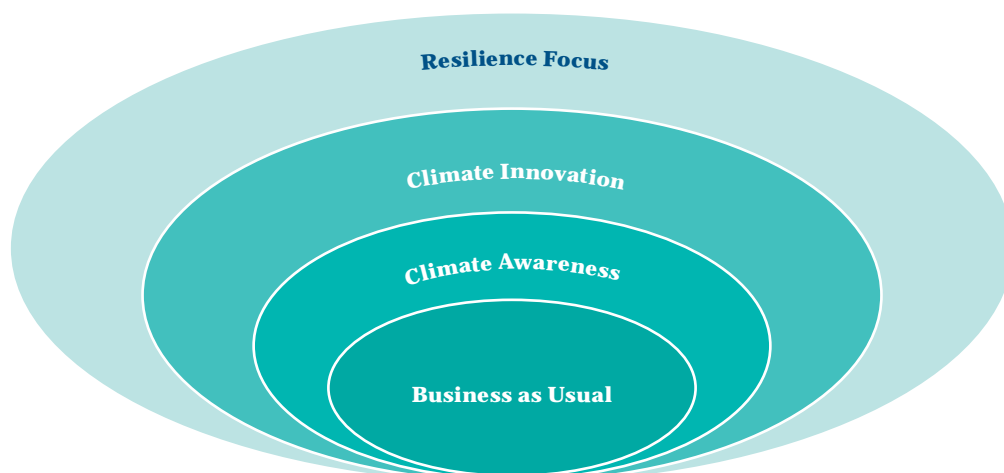 Resilience Focus
Climate Innovation
Climate Awareness
Business as Usual